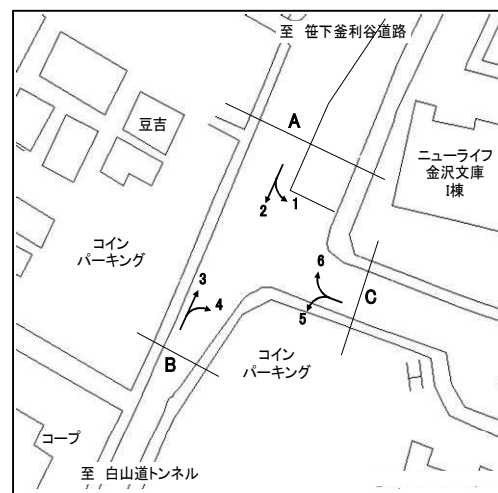 至 笹下釜利谷道路
A
豆吉
ニューライフ
金沢文庫
I棟
2
1
コイン
パーキング
6
3
4
5
C
B
コイン
パーキング
コープ
至 白山道トンネル